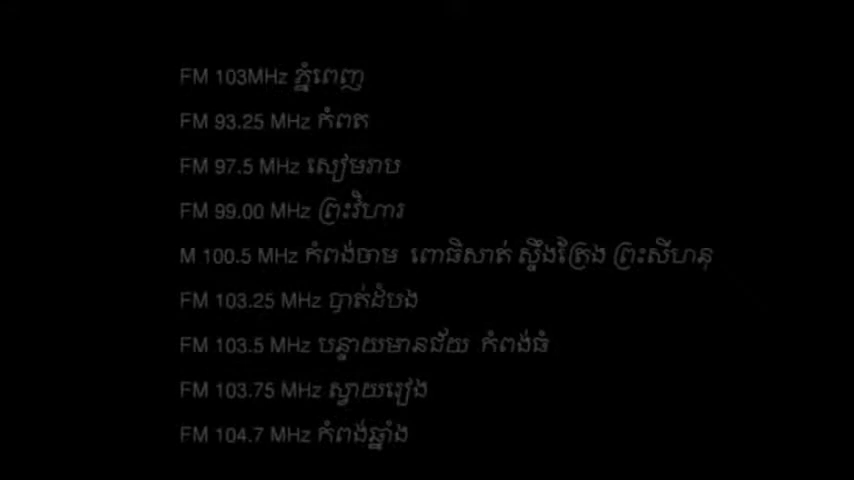 FM 103MHz ភ្នំពេញ
FM 93.25 MHz កំពត
FM 97.5 MHz សៀមរាប
FM 99.00 MHz ព្រះវិហារ
M 100.5 MHz កំពង់ចាម ពោធិសាត់ ស្ទឹងត្រែង ព្រះសីហនុ
FM 103.25 MHz បាត់ដំបង
FM 103.5 MHz បន្ទាយមានជ័យ កំពង់ធំ
FM 103.75 MHz ស្វាយរៀង
FM 104.7 MHz កំពង់ឆ្នាំង